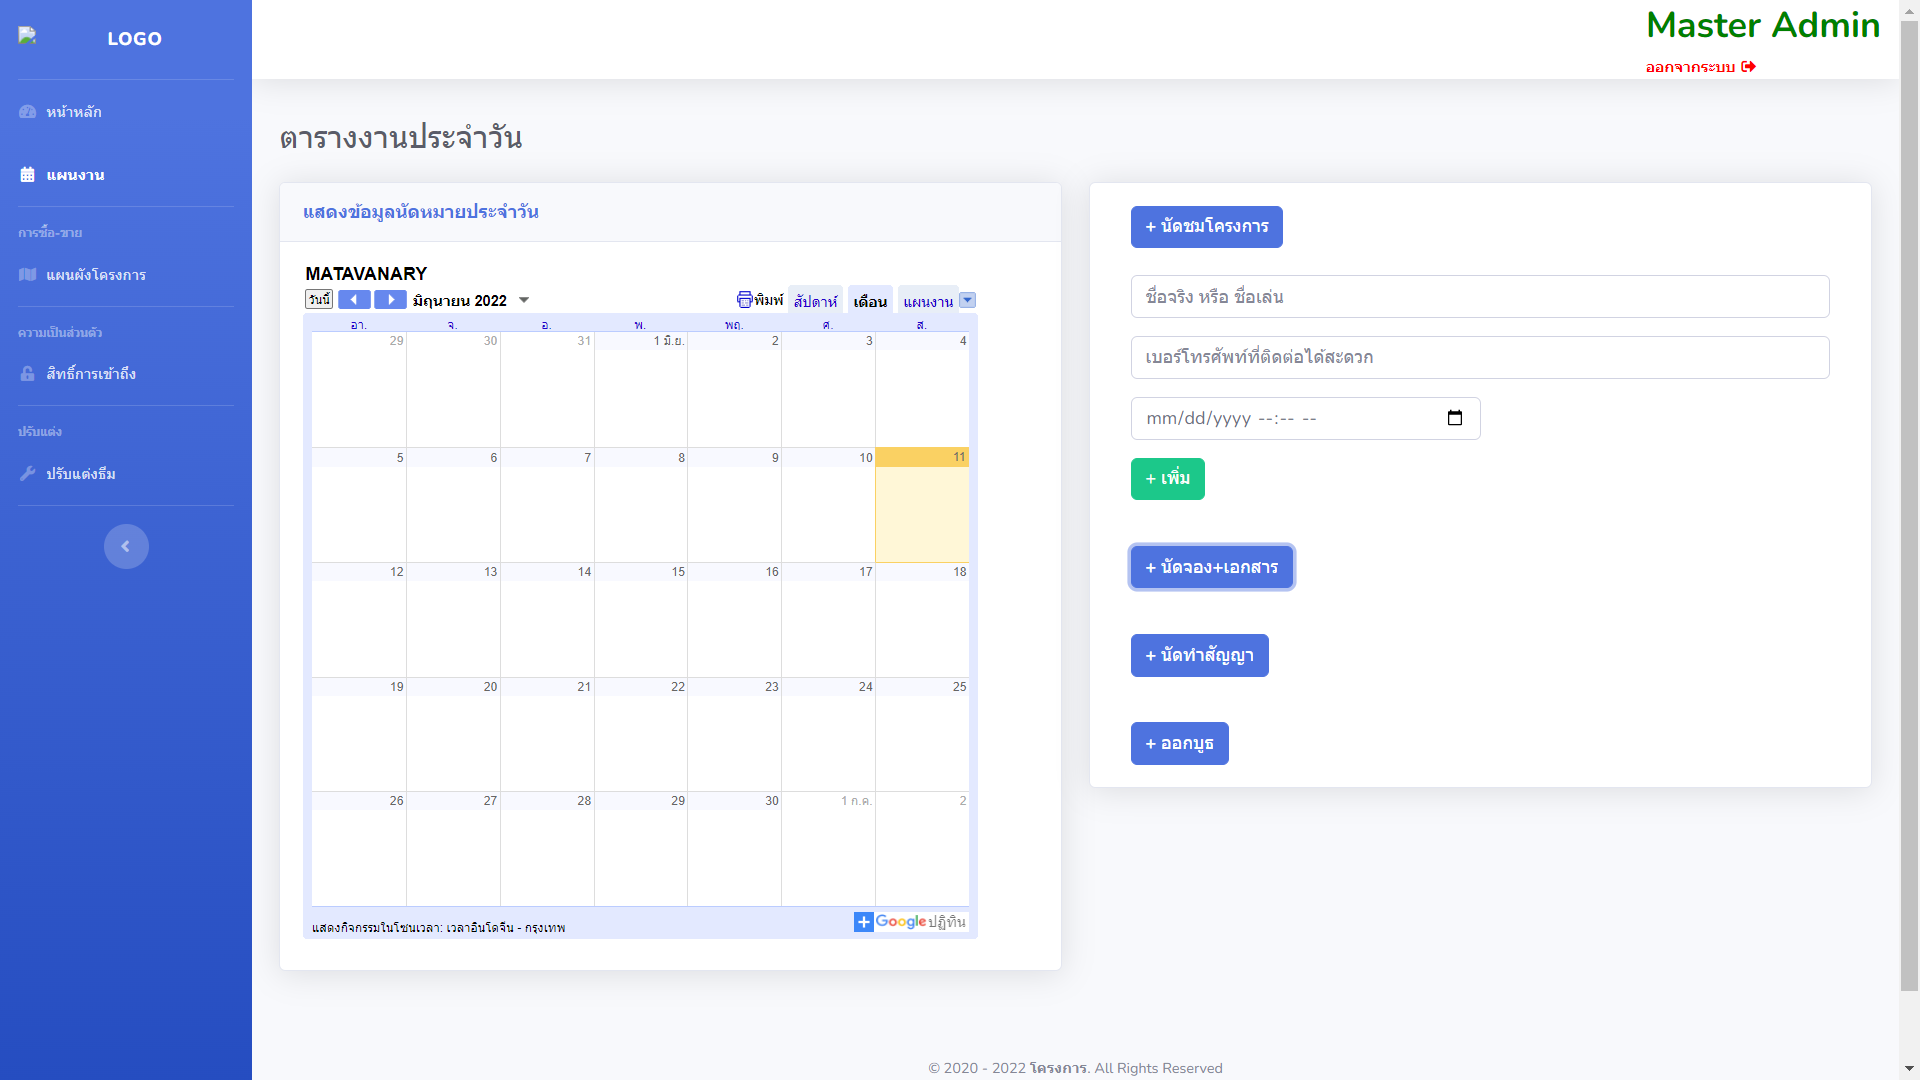 LOGO
Master Admin
ออกจากระบบ
หน้าหลัก
แผนงาน
การซื้อ-ขาย
แผนผังโครงการ
ความเป็นส่วนตัว
สิทธิ์การเข้าถึง
ปรับแต่ง
ปรับแต่งธีม
ตารางงานประจำวัน
แสดงข้อมูลนัดหมายประจำวัน
MATAVANARY
วันนี้ มิถุนายน 2022 พิมพ์ สัปดาห์ เดือน แผนงาน
อา. จ. อ. พ. พฤ. ศ. ส.
29 30 31 1 มิ.ย. 2 3 4
5 6 7 8 9 10 11
12 13 14 15 16 17 18
19 20 21 22 23 24 25
26 27 28 29 30 1 ก.ค. 2
แสดงกิจกรรมในโซนเวลา: เวลาอินโดจีน - กรุงเทพ
Google ปฏิทิน
+ นัดชมโครงการ
ชื่อจริง หรือ ชื่อเล่น
เบอร์โทรศัพท์ที่ติดต่อได้สะดวก
mm/dd/yyyy --:-- --
+ เพิ่ม
+ นัดจอง+เอกสาร
+ นัดทำสัญญา
+ ออกบูธ
© 2020 - 2022 โครงการ. All Rights Reserved